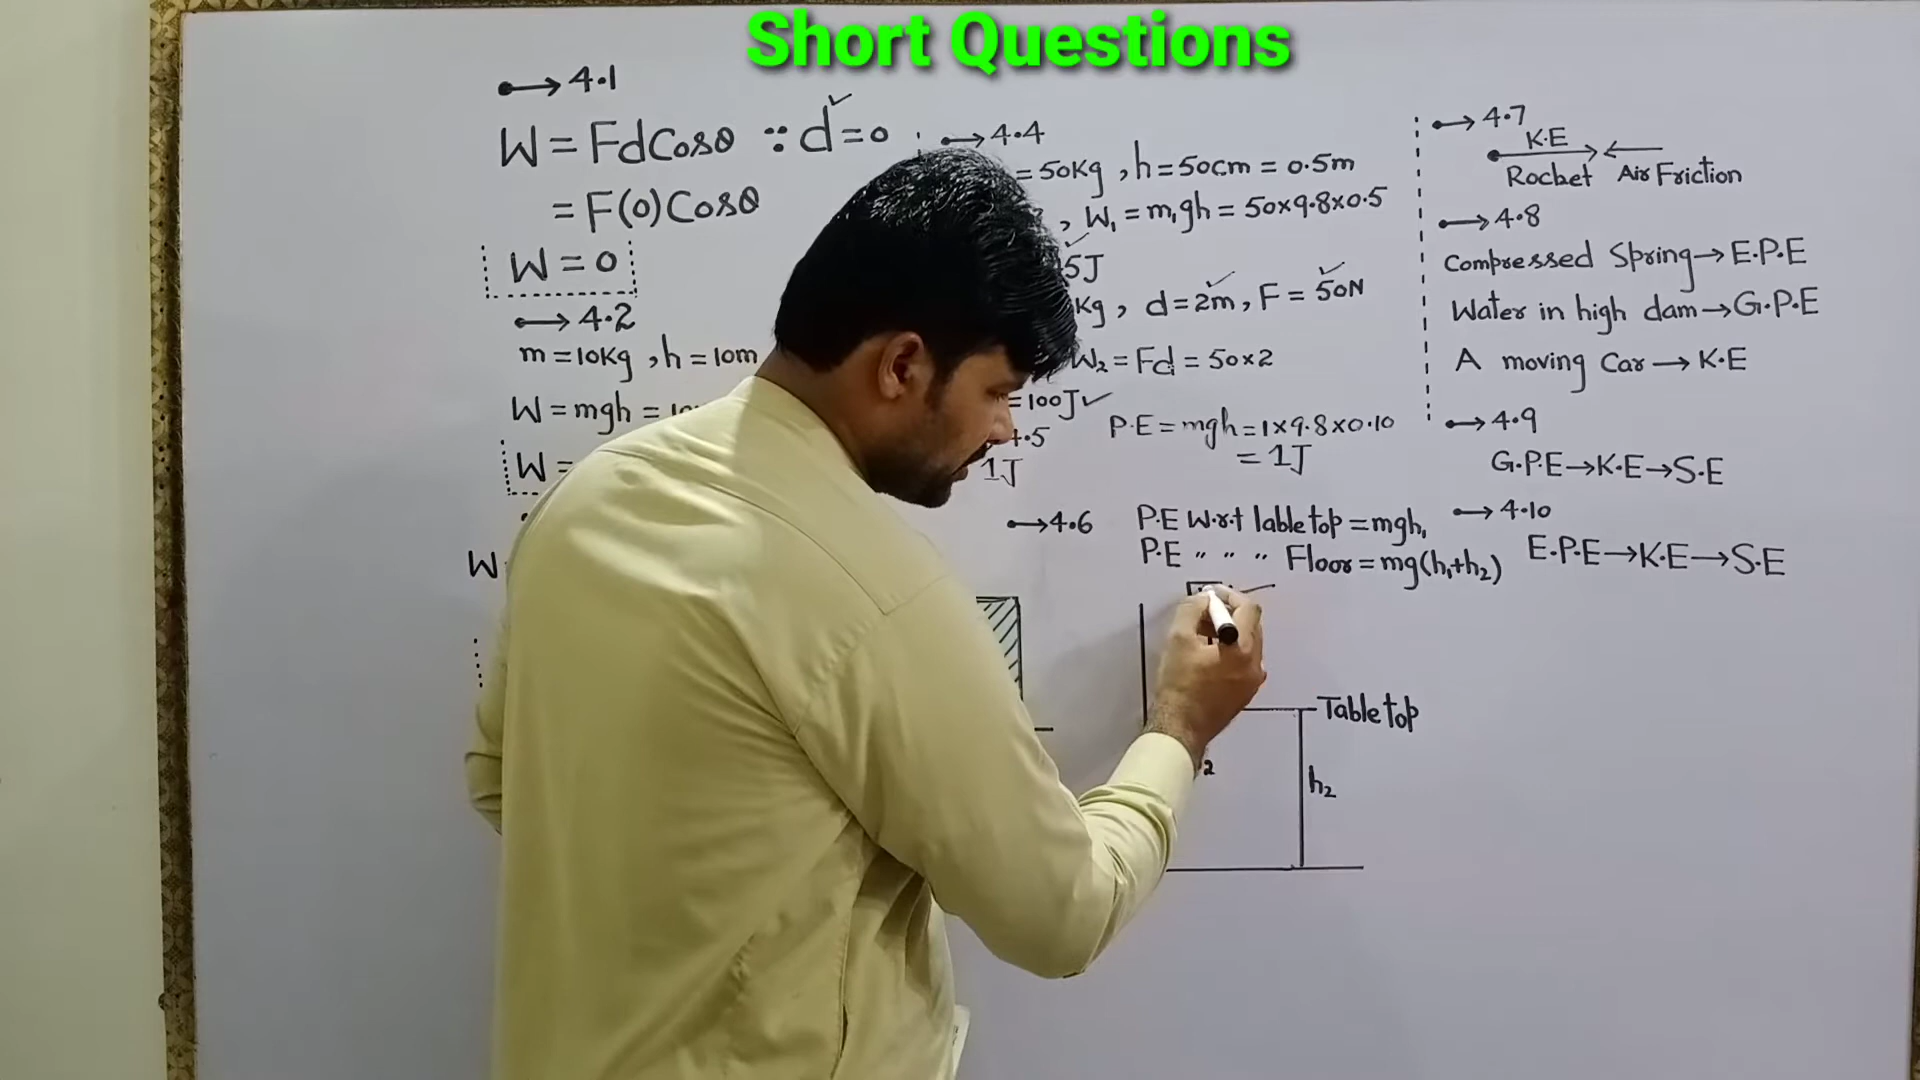 Short Questions
4.1
W = FdCosθ ∵ d = 0
= F(0)Cosθ
W = 0
4.2
m = 10Kg, h = 10m
W = mgh =
W =
W
4.4
= 50Kg, h = 50cm = 0.5m
, W₁ = m₁gh = 50×9.8×0.5
5J
Kg, d = 2m, F = 50N
W₂ = Fd = 50×2
= 100J
.5
1J
P.E = mgh = 1×9.8×0.10
= 1J
4.6
P.E W.r.t lable top = mgh₁
P.E " " " Floor = mg(h₁+h₂)
Table top
2
h₂
4.7
K.E
Rocket Air Friction
4.8
Compressed Spring → E.P.E
Water in high dam → G.P.E
A moving Car → K.E
4.9
G.P.E → K.E → S.E
4.10
E.P.E → K.E → S.E